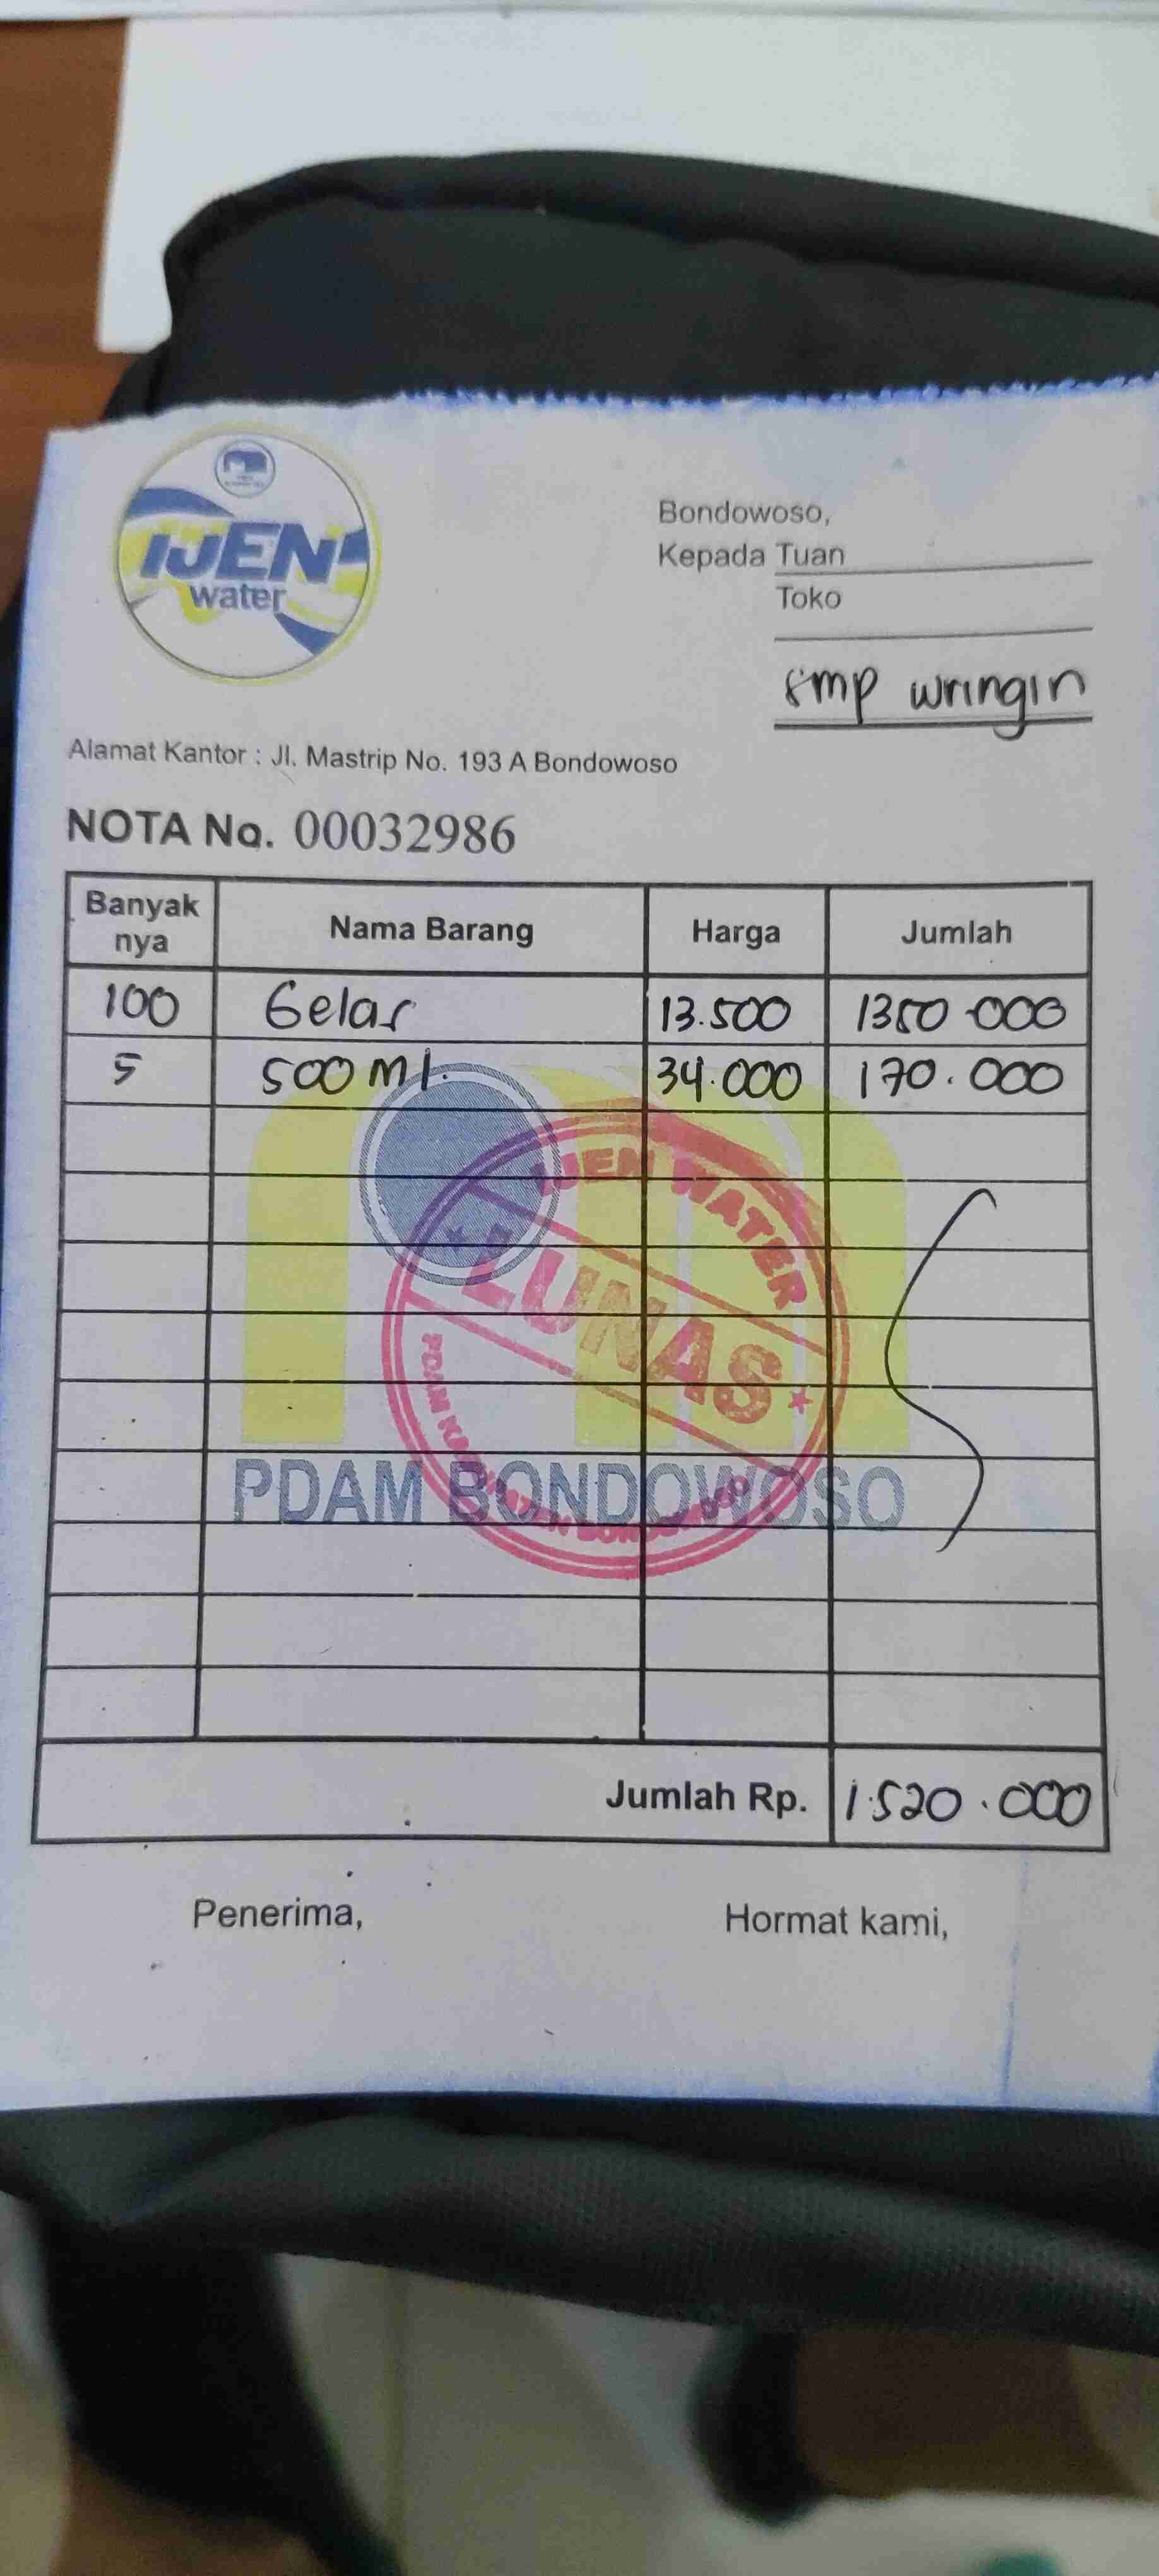 IJEN
water
Bondowoso,
Kepada Tuan
Toko
smp wringin
Alamat Kantor : Jl. Mastrip No. 193 A Bondowoso
NOTA No. 00032986
Banyak nya Nama Barang Harga Jumlah
100 Gelas 13.500 1350.000
5 500 ml. 34.000 170.000
IJEN WATER
LUNAS
PDAM KABUPATEN BONDOWOSO
PDAM BONDOWOSO
Jumlah Rp. 1.520.000
Penerima, Hormat kami,